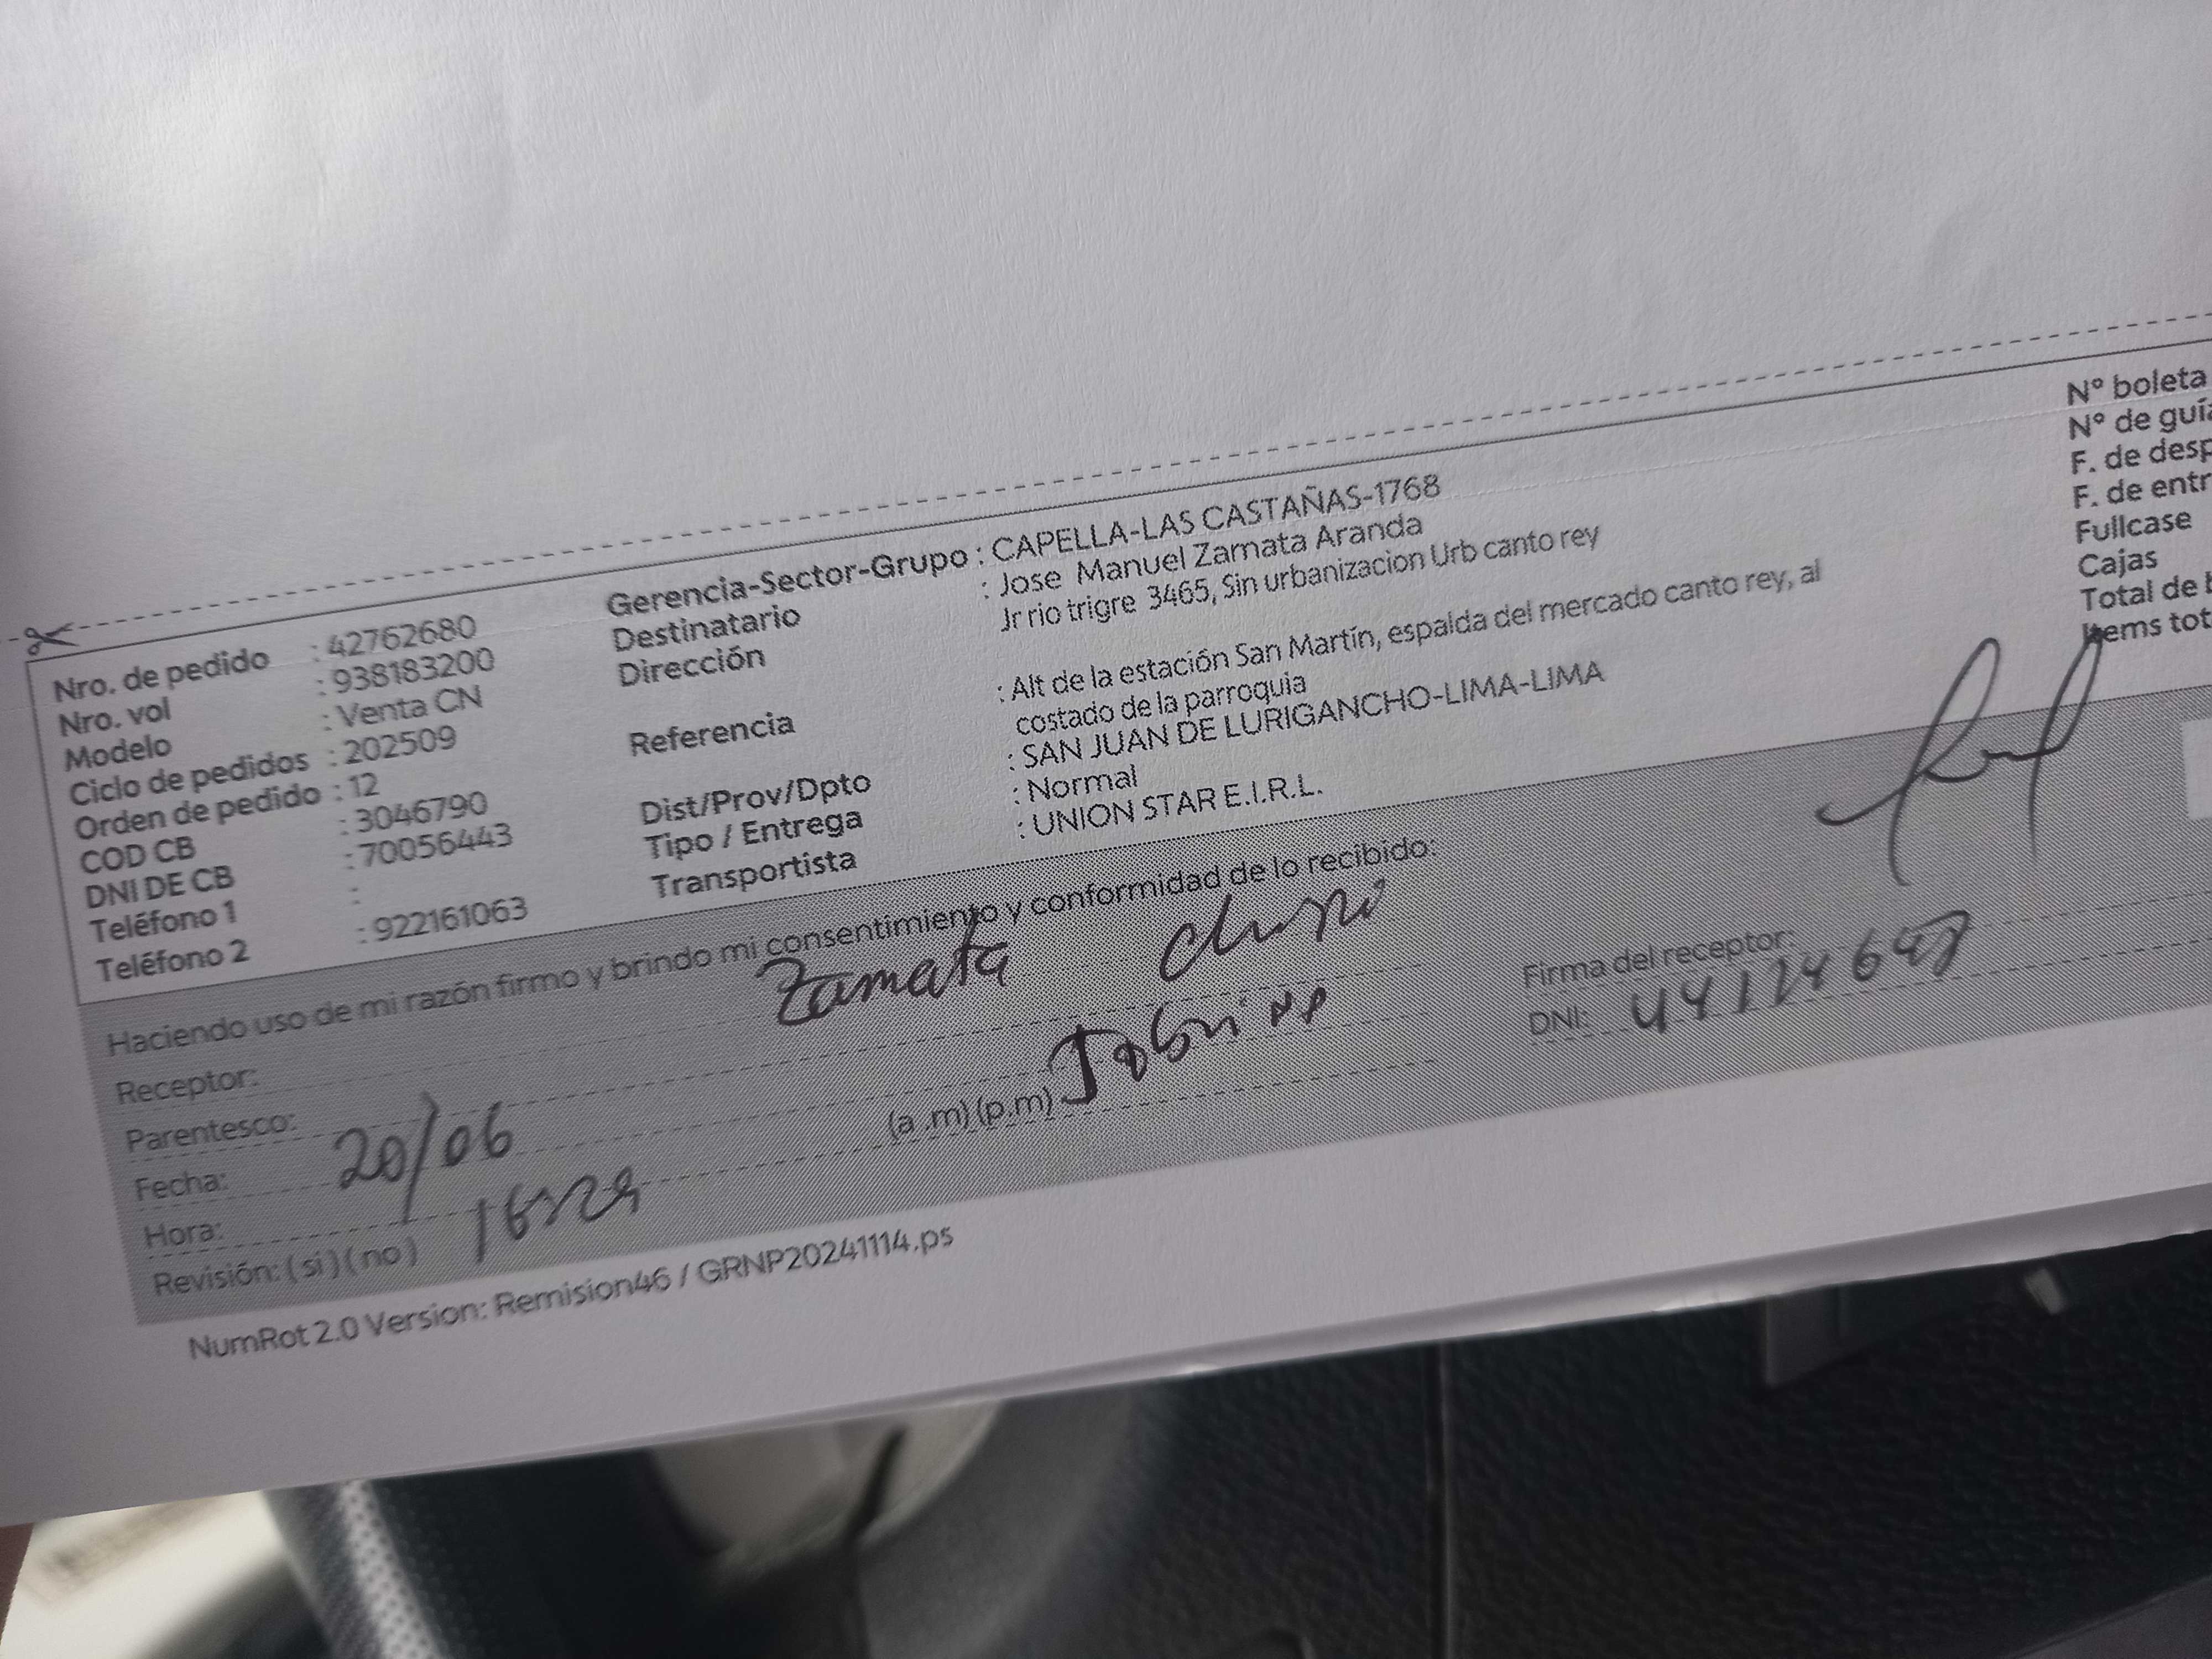 Nro. de pedido : 42762680
Nro. vol : 938183200
Modelo : Venta CN
Ciclo de pedidos : 202509
Orden de pedido : 12
COD CB : 3046790
DNI DE CB : 70056443
Teléfono 1 :
Teléfono 2 : 922161063
Gerencia-Sector-Grupo : CAPELLA-LAS CASTAÑAS-1768
Destinatario : Jose Manuel Zamata Aranda
Dirección Jr rio trigre 3465, Sin urbanizacion Urb canto rey
Referencia : Alt de la estación San Martín, espalda del mercado canto rey, al
costado de la parroquia
Dist/Prov/Dpto : SAN JUAN DE LURIGANCHO-LIMA-LIMA
Tipo / Entrega : Normal
Transportista : UNION STAR E.I.R.L.
N° boleta
N° de guía
F. de desp
F. de entr
Fullcase
Cajas
Total de b
Items tot
Haciendo uso de mi razón firmo y brindo mi consentimiento y conformidad de lo recibido:
Receptor: Zamata
Parentesco:
Fecha: 20/06
Hora: (a .m) (p.m)
Revisión: ( si ) ( no )
Firma del receptor:
DNI:
NumRot 2.0 Version: Remision46 / GRNP20241114.ps